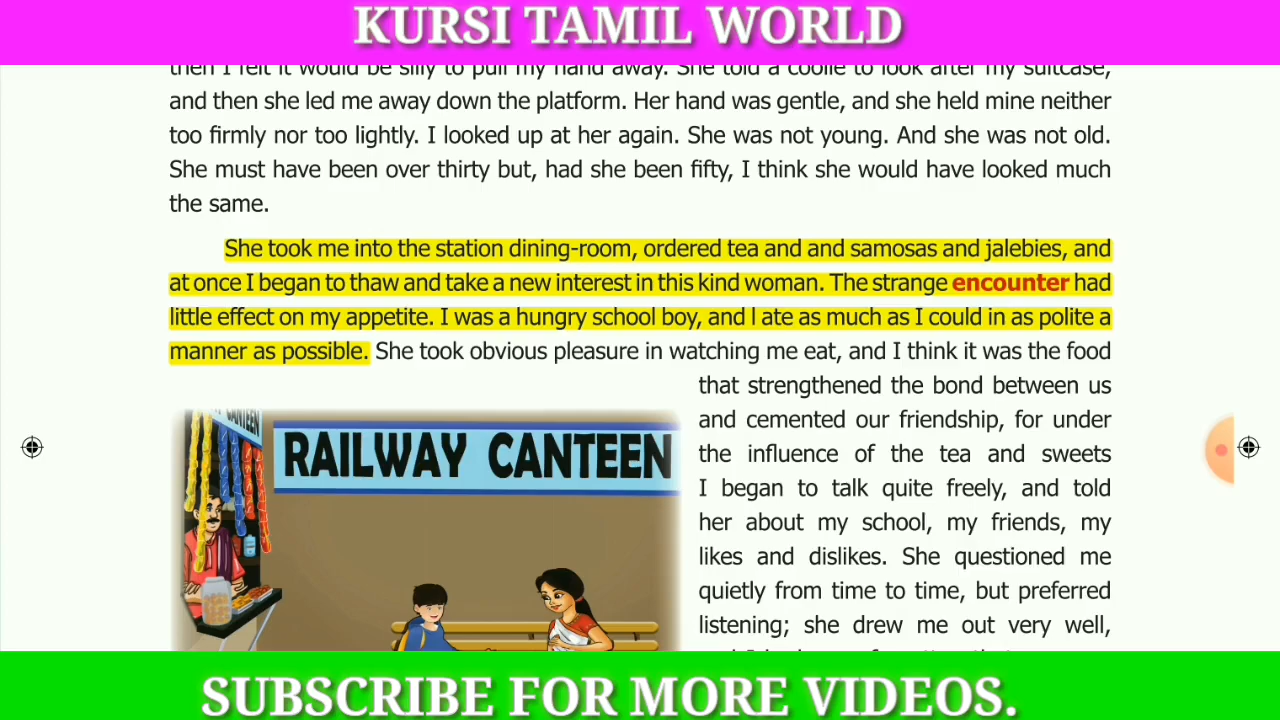 KURSI TAMIL WORLD
then I felt it would be silly to pull my hand away. She told a coolie to look after my suitcase,
and then she led me away down the platform. Her hand was gentle, and she held mine neither
too firmly nor too lightly. I looked up at her again. She was not young. And she was not old.
She must have been over thirty but, had she been fifty, I think she would have looked much
the same.
She took me into the station dining-room, ordered tea and and samosas and jalebies, and
at once I began to thaw and take a new interest in this kind woman. The strange encounter had
little effect on my appetite. I was a hungry school boy, and l ate as much as I could in as polite a
manner as possible. She took obvious pleasure in watching me eat, and I think it was the food
that strengthened the bond between us
and cemented our friendship, for under
the influence of the tea and sweets
I began to talk quite freely, and told
her about my school, my friends, my
likes and dislikes. She questioned me
quietly from time to time, but preferred
listening; she drew me out very well,
CANTEEN
RAILWAY CANTEEN
SUBSCRIBE FOR MORE VIDEOS.